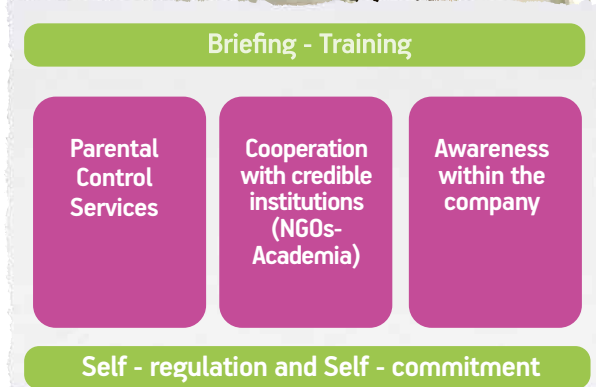 Briefing - Training
Parental
Control
Services
Cooperation
with credible
institutions
(NGOs-
Academia)
Awareness
within the
company
Self - regulation and Self - commitment